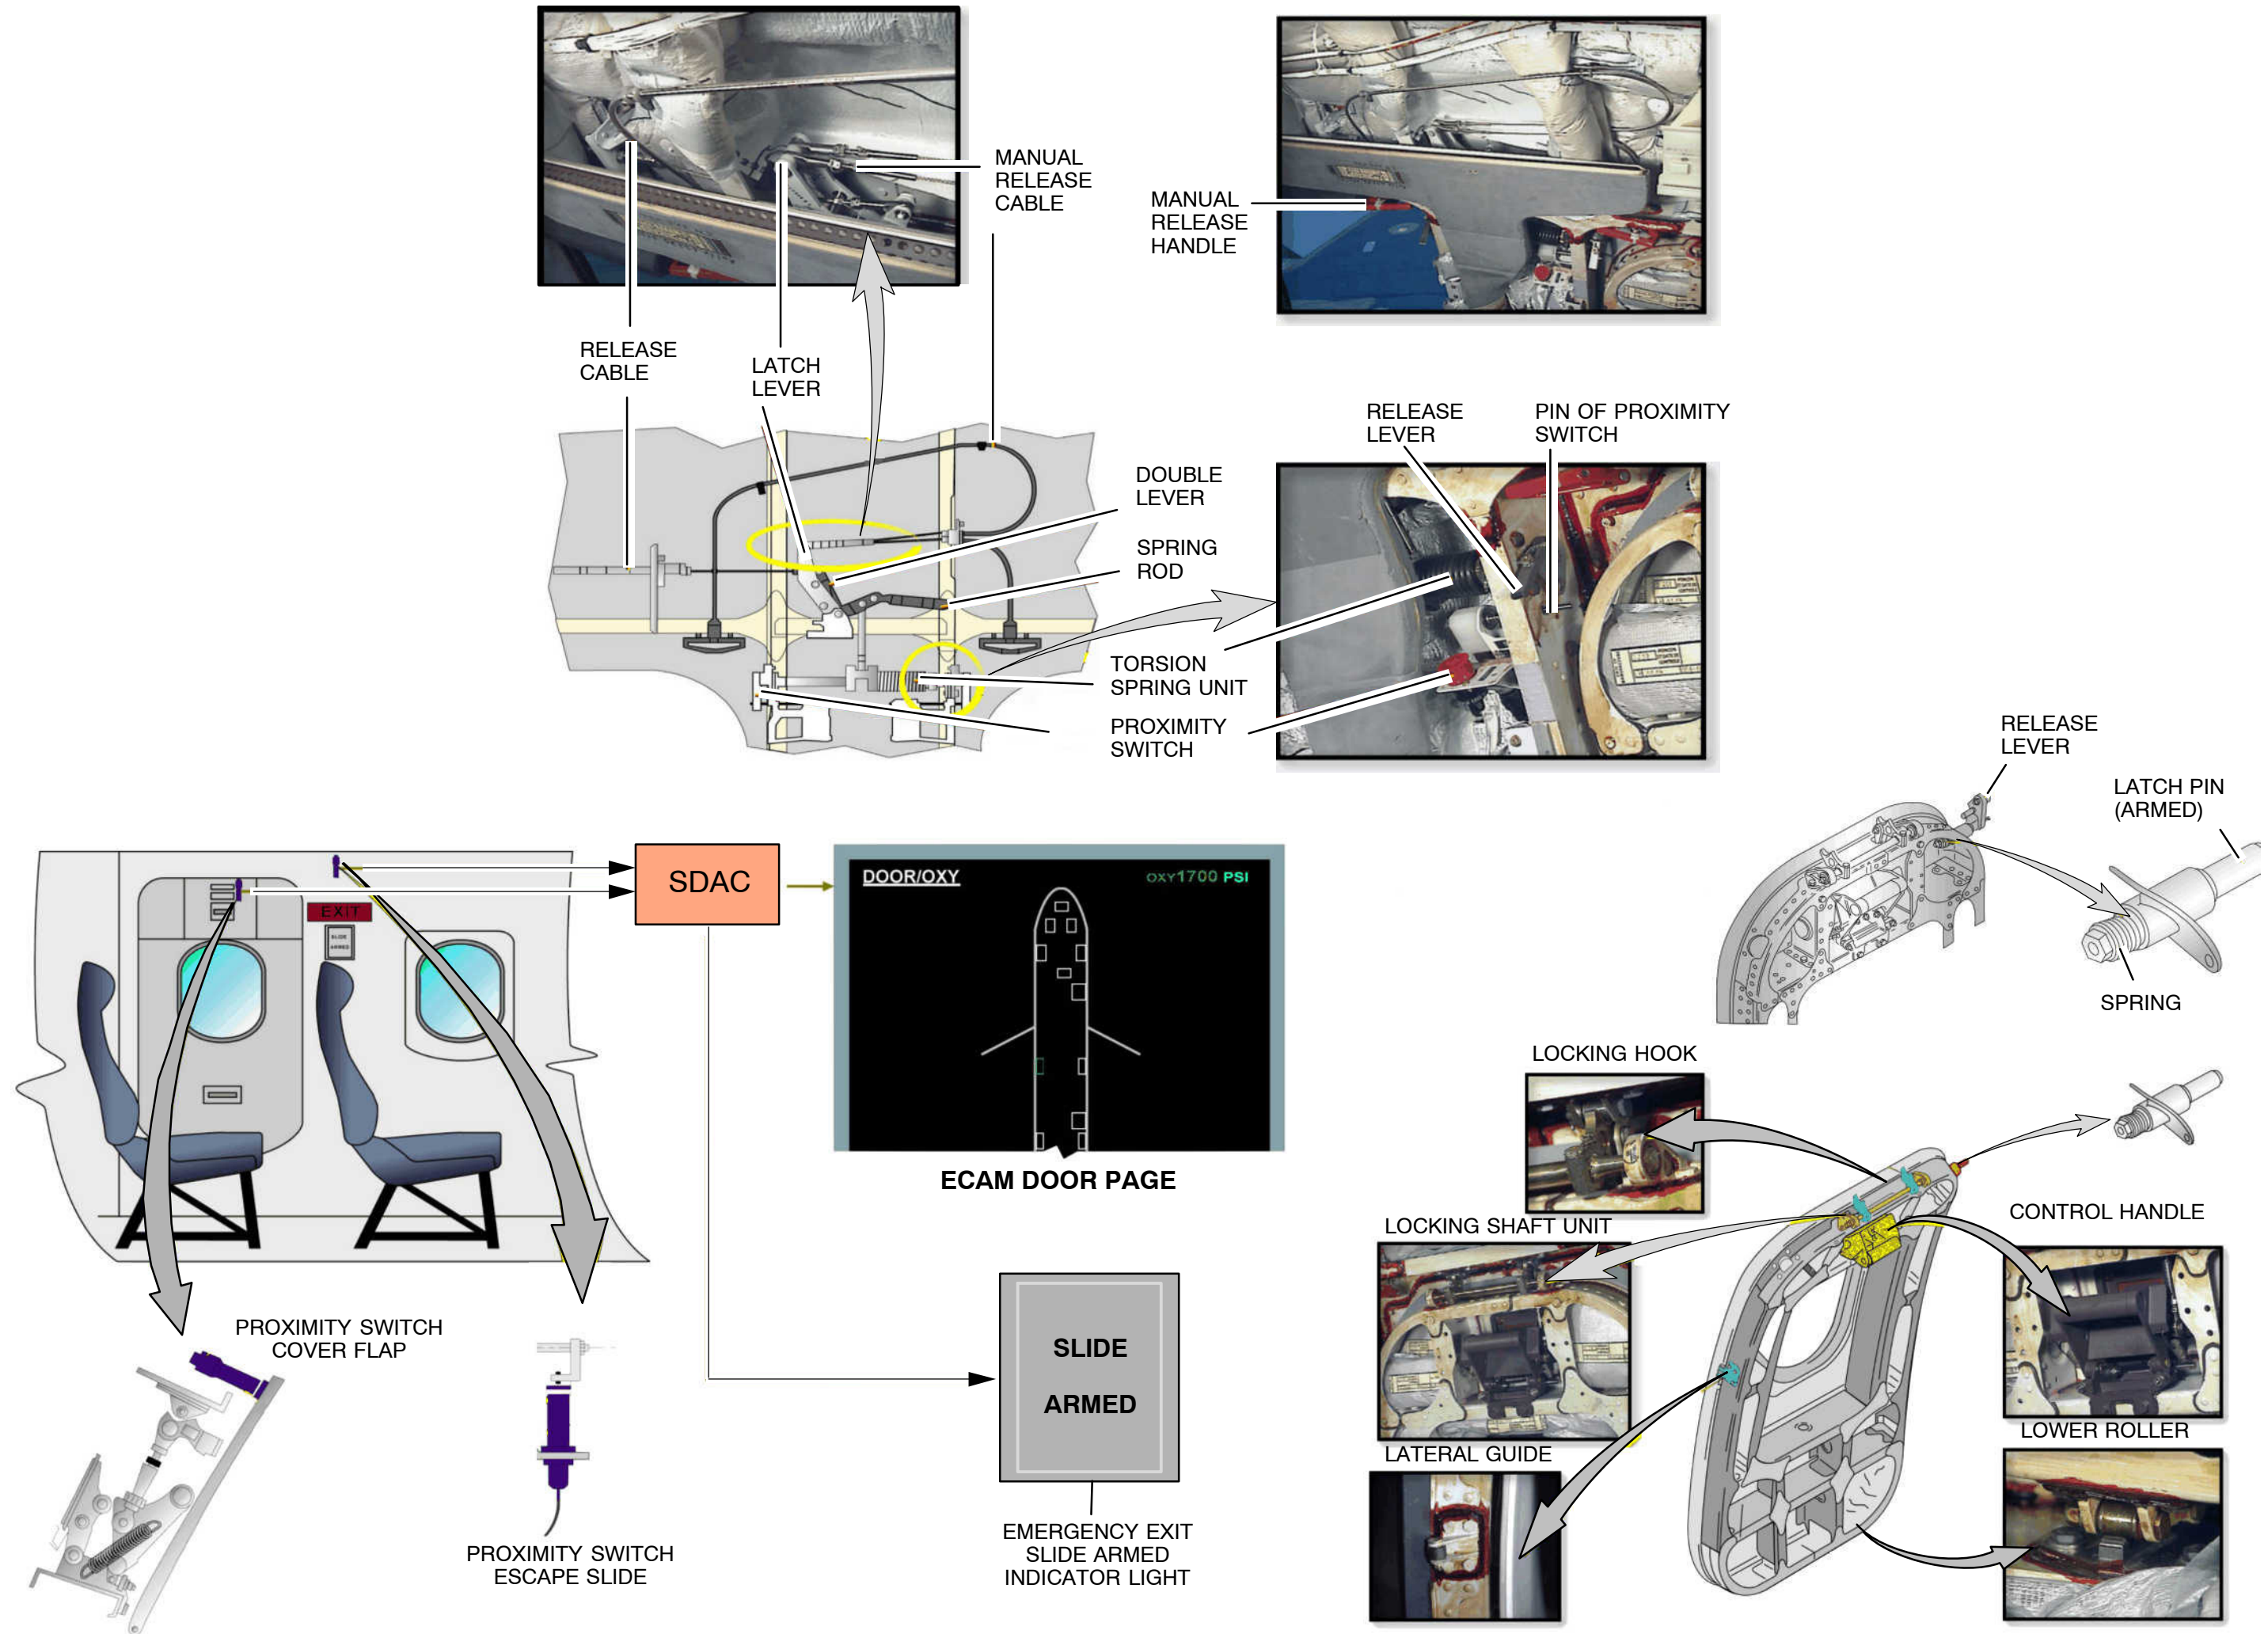 MANUAL
RELEASE
CABLE
MANUAL
RELEASE
HANDLE
RELEASE
CABLE
LATCH
LEVER
RELEASE
LEVER
PIN OF PROXIMITY
SWITCH
DOUBLE
LEVER
SPRING
ROD
TORSION
SPRING UNIT
PROXIMITY
SWITCH
RELEASE
LEVER
LATCH PIN
(ARMED)
SPRING
EXIT
SLIDE
ARMED
SDAC
DOOR/OXY
OXY1700 PSI
ECAM DOOR PAGE
SLIDE
ARMED
EMERGENCY EXIT
SLIDE ARMED
INDICATOR LIGHT
PROXIMITY SWITCH
COVER FLAP
PROXIMITY SWITCH
ESCAPE SLIDE
LOCKING HOOK
LOCKING SHAFT UNIT
CONTROL HANDLE
LATERAL GUIDE
LOWER ROLLER